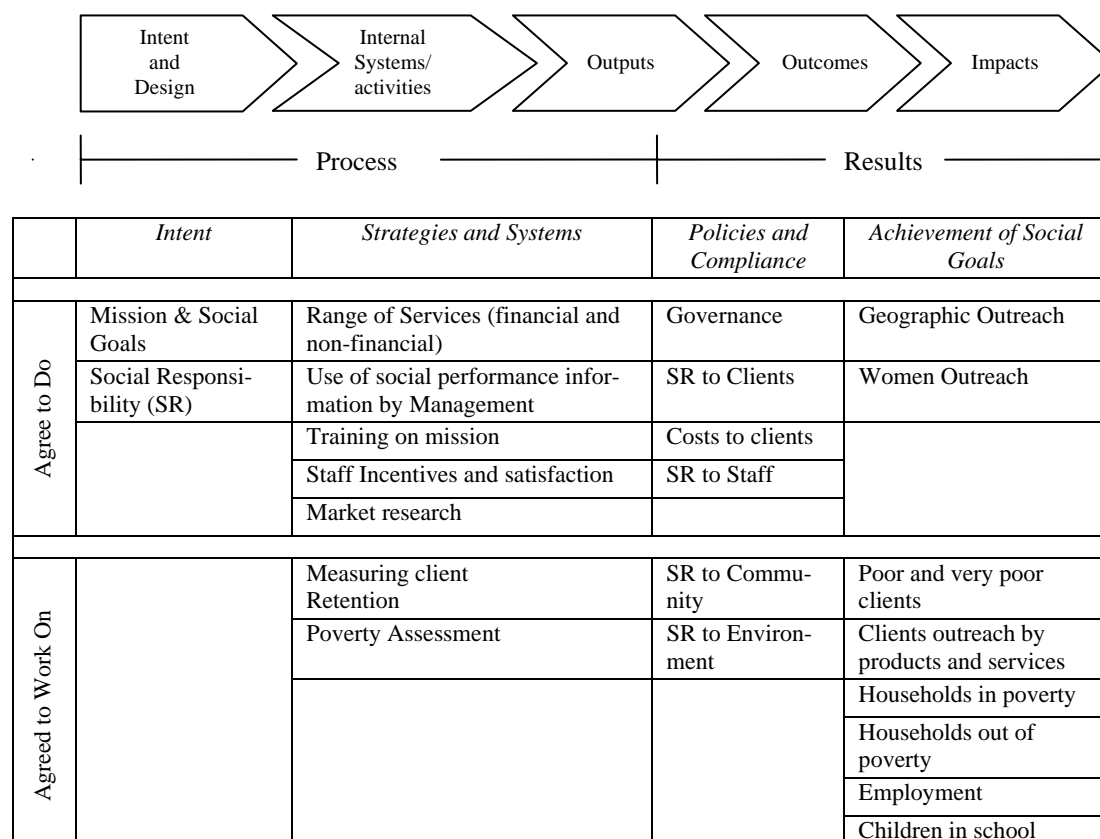 Intent
and
Design
Internal
Systems/
activities
Outputs
Outcomes
Impacts
Process
Results
Intent
Strategies and Systems
Policies and
Compliance
Achievement of Social
Goals
Agree to Do
Mission & Social
Goals
Range of Services (financial and
non-financial)
Governance
Geographic Outreach
Social Responsi-
bility (SR)
Use of social performance infor-
mation by Management
SR to Clients
Women Outreach
Training on mission
Costs to clients
Staff Incentives and satisfaction
SR to Staff
Market research
Agreed to Work On
Measuring client
Retention
SR to Commu-
nity
Poor and very poor
clients
Poverty Assessment
SR to Environ-
ment
Clients outreach by
products and services
Households in poverty
Households out of
poverty
Employment
Children in school